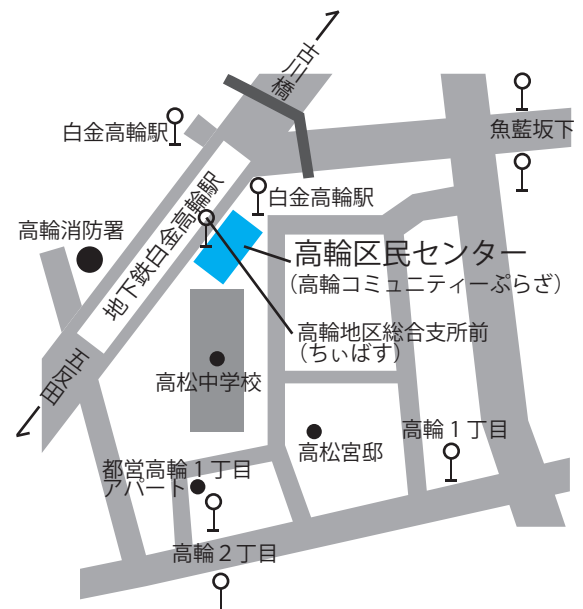 古川橋
白金高輪駅
魚藍坂下
白金高輪駅
地下鉄白金高輪駅
高輪消防署
高輪区民センター
（高輪コミュニティーぷらざ）
高輪地区総合支所前
（ちぃばす）
五反田
高松中学校
高輪１丁目
高松宮邸
都営高輪１丁目
アパート
高輪２丁目